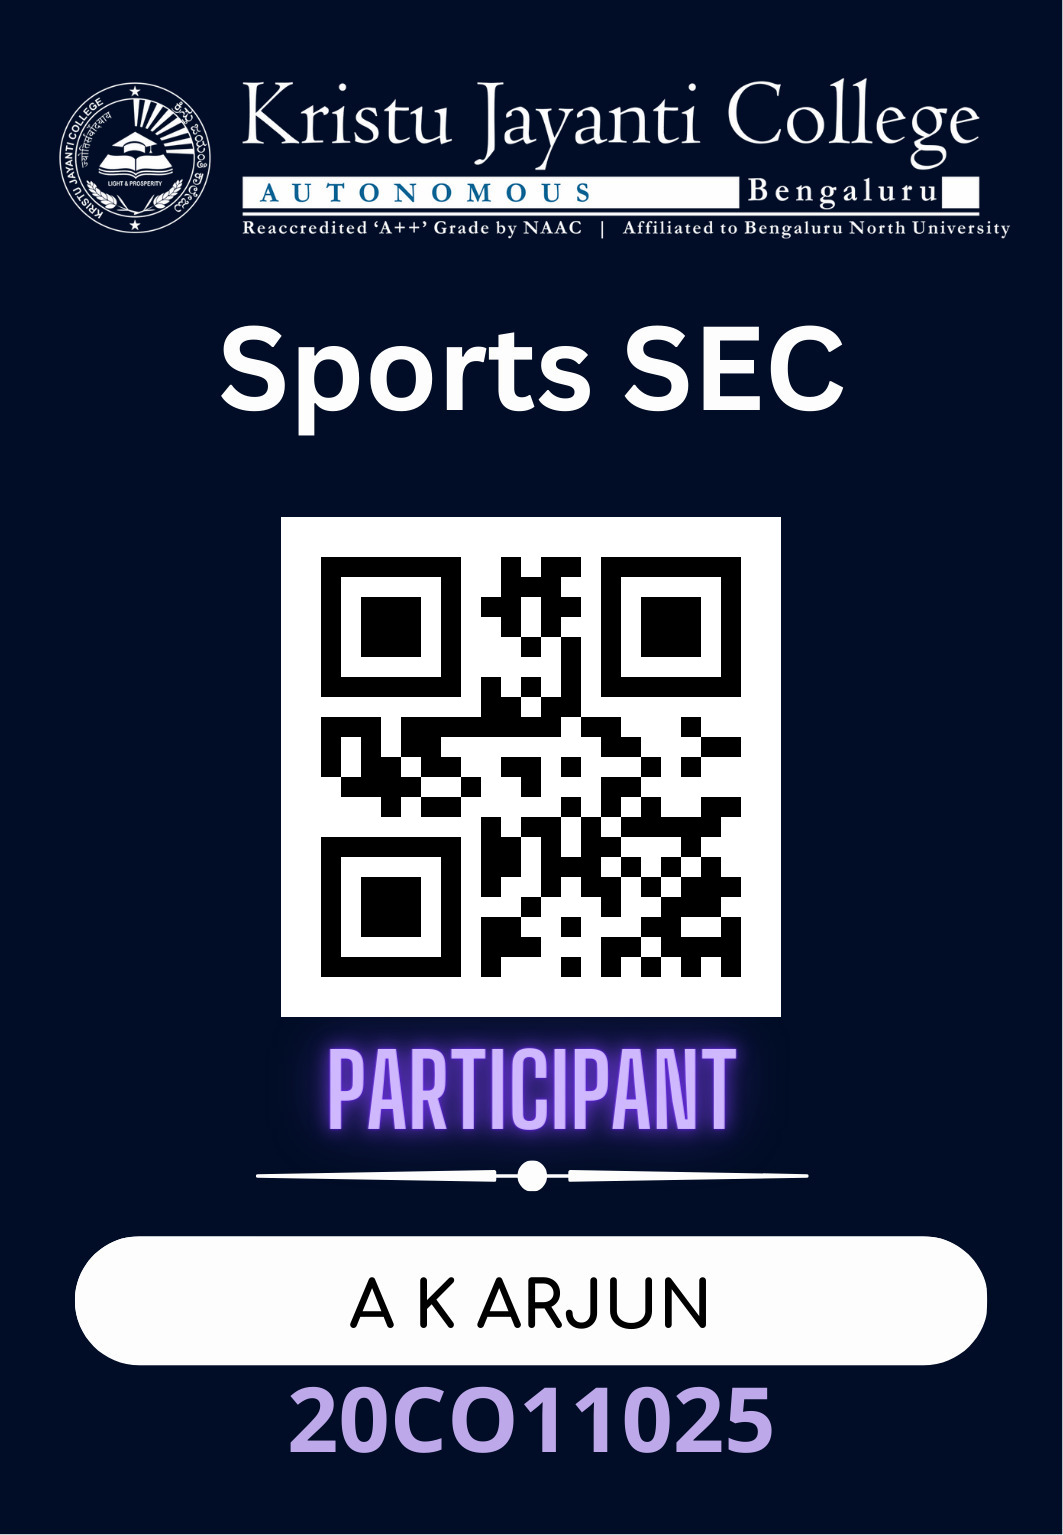 KRISTU JAYANTI COLLEGE
ज्योतिर्संवादयाय
LIGHT & PROSPERITY
Kristu Jayanti College
AUTONOMOUS Bengaluru
Reaccredited ‘A++’ Grade by NAAC | Affiliated to Bengaluru North University
Sports SEC
PARTICIPANT
A K ARJUN
20CO11025